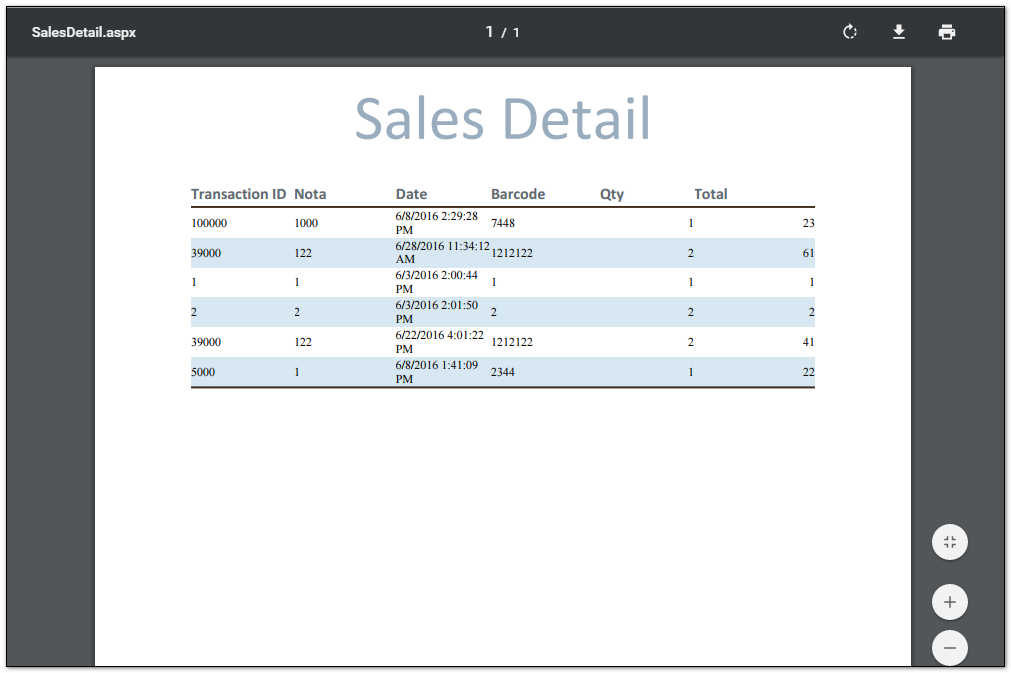 SalesDetail.aspx 1 / 1
Sales Detail
Transaction ID Nota Date Barcode Qty Total
100000 1000 6/8/2016 2:29:28 PM 7448 1 23
39000 122 6/28/2016 11:34:12 AM 1212122 2 61
1 1 6/3/2016 2:00:44 PM 1 1 1
2 2 6/3/2016 2:01:50 PM 2 2 2
39000 122 6/22/2016 4:01:22 PM 1212122 2 41
5000 1 6/8/2016 1:41:09 PM 2344 1 22